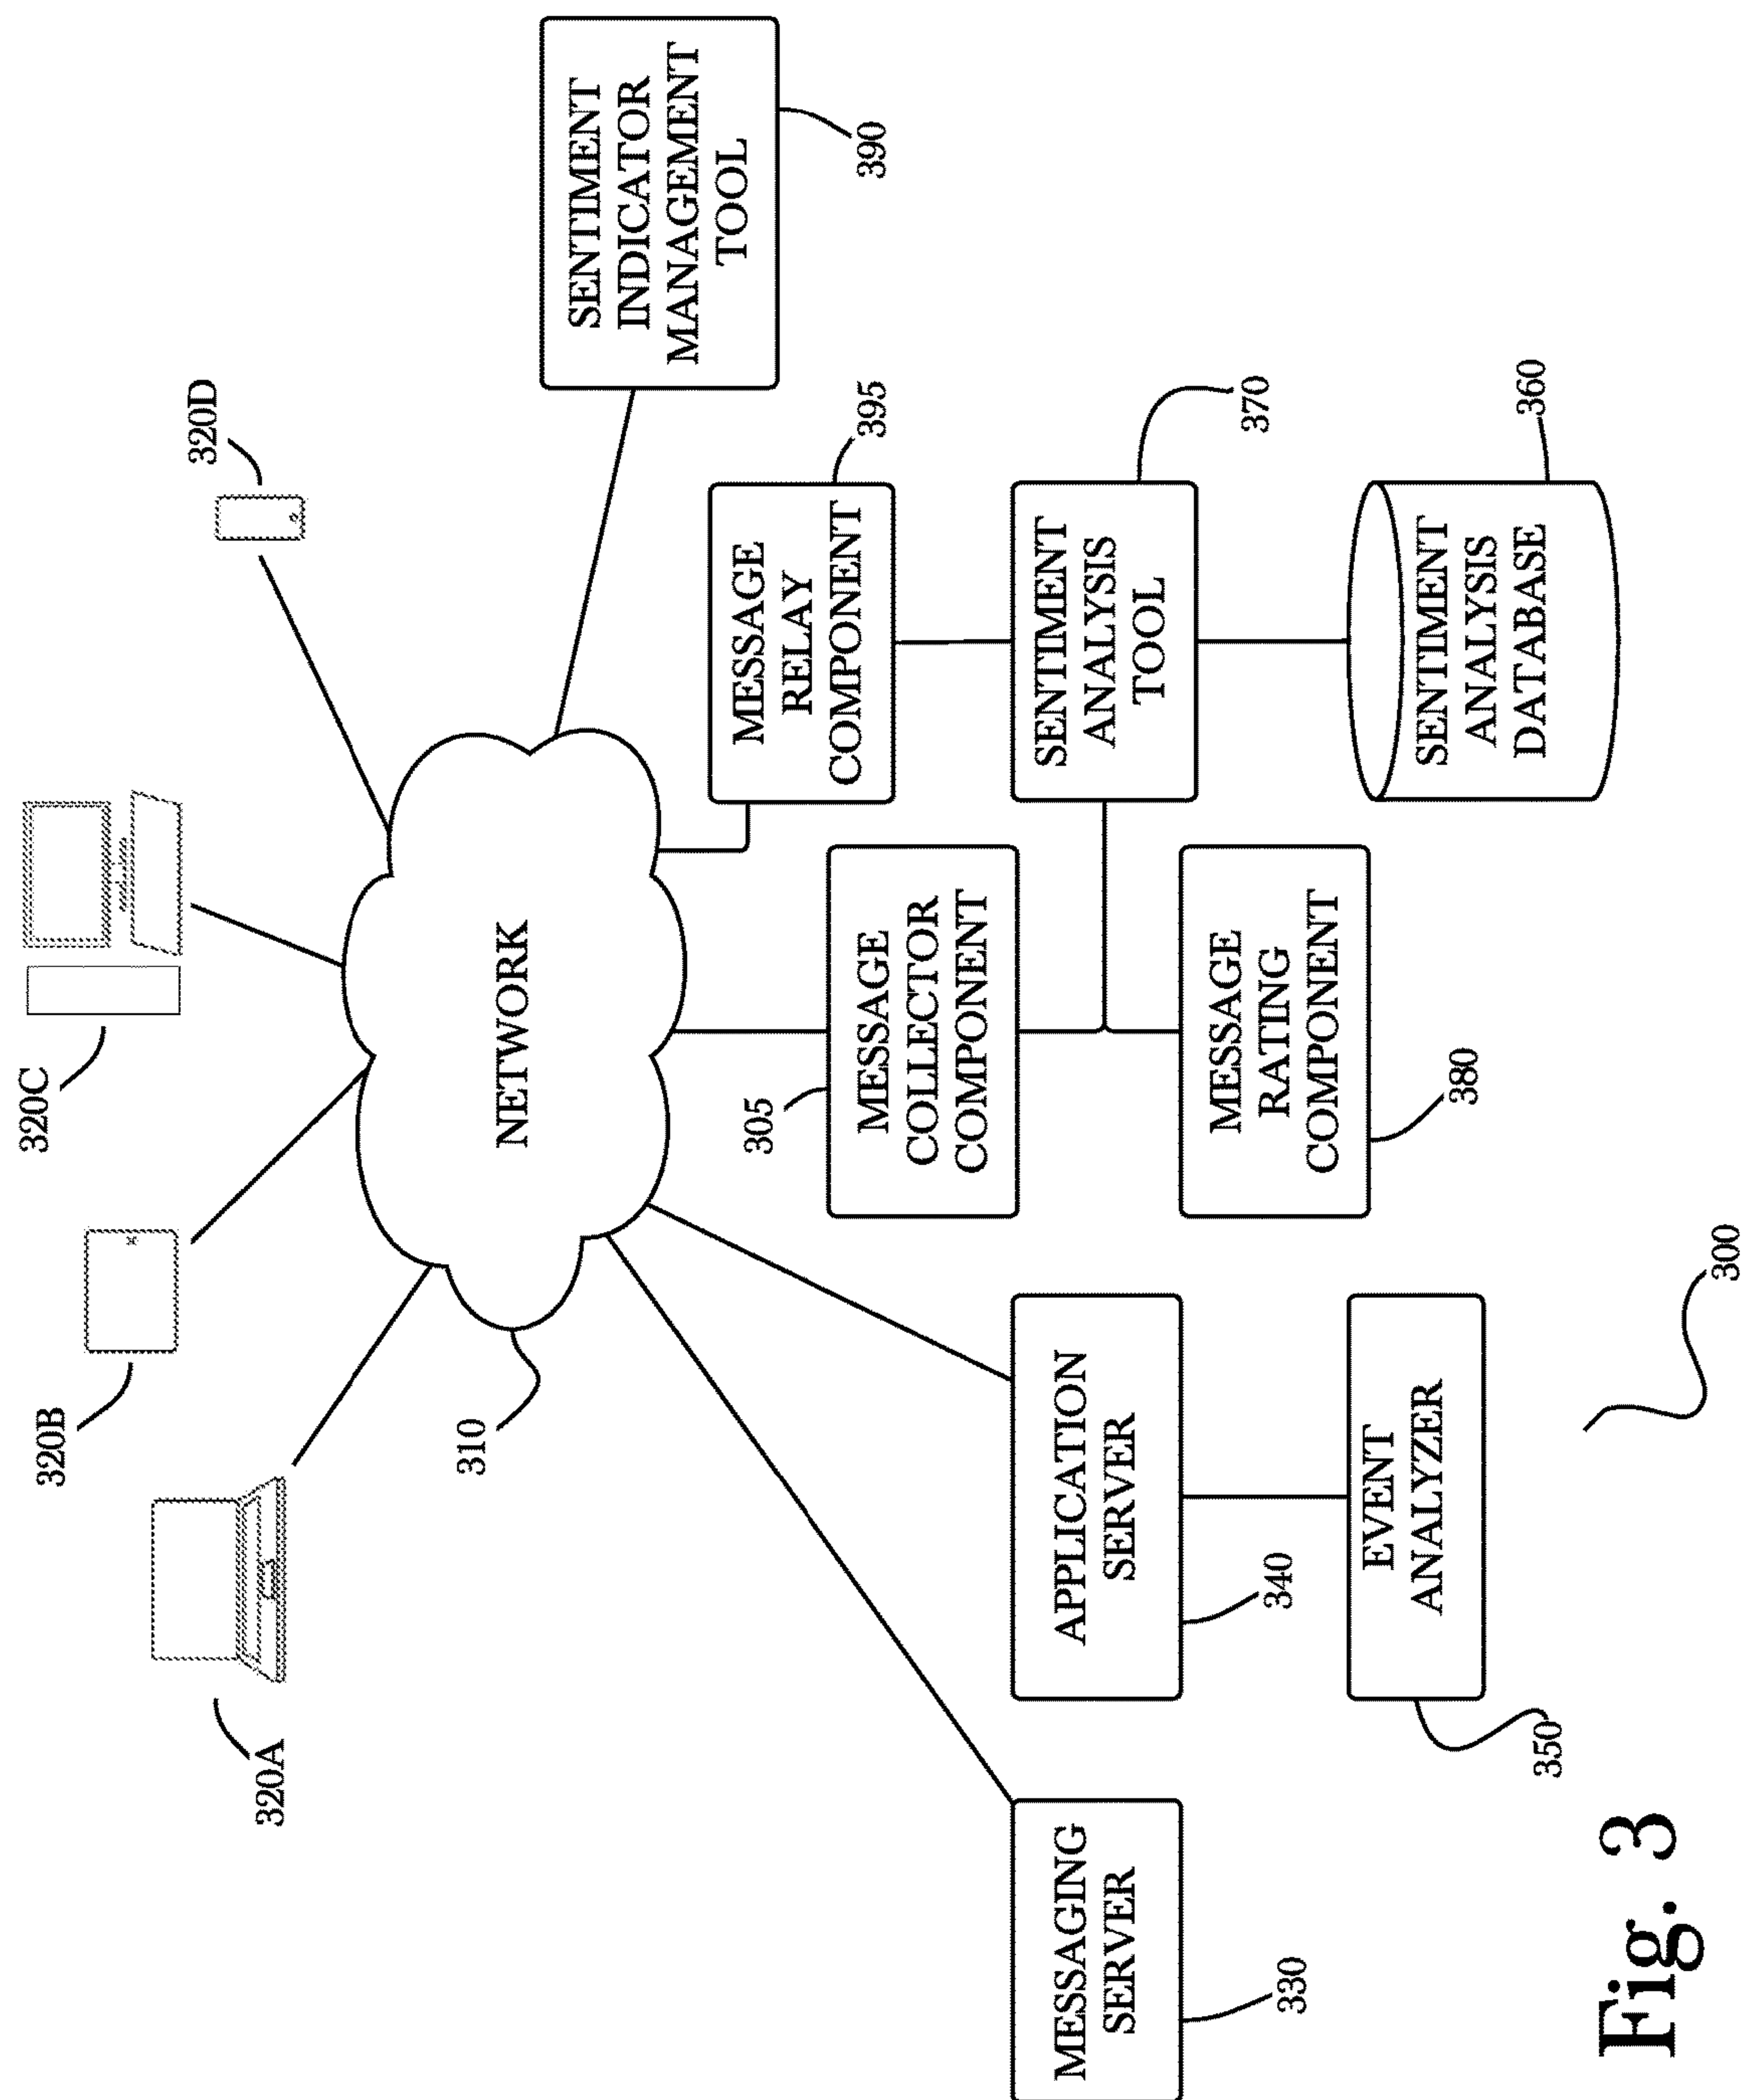 320A
320B
320C
320D
310
NETWORK
SENTIMENT
INDICATOR
MANAGEMENT
TOOL
390
MESSAGE
RELAY
COMPONENT
395
305
MESSAGE
COLLECTOR
COMPONENT
SENTIMENT
ANALYSIS
TOOL
370
MESSAGING
SERVER
330
APPLICATION
SERVER
340
MESSAGE
RATING
COMPONENT
380
SENTIMENT
ANALYSIS
DATABASE
360
EVENT
ANALYZER
350
300
Fig. 3